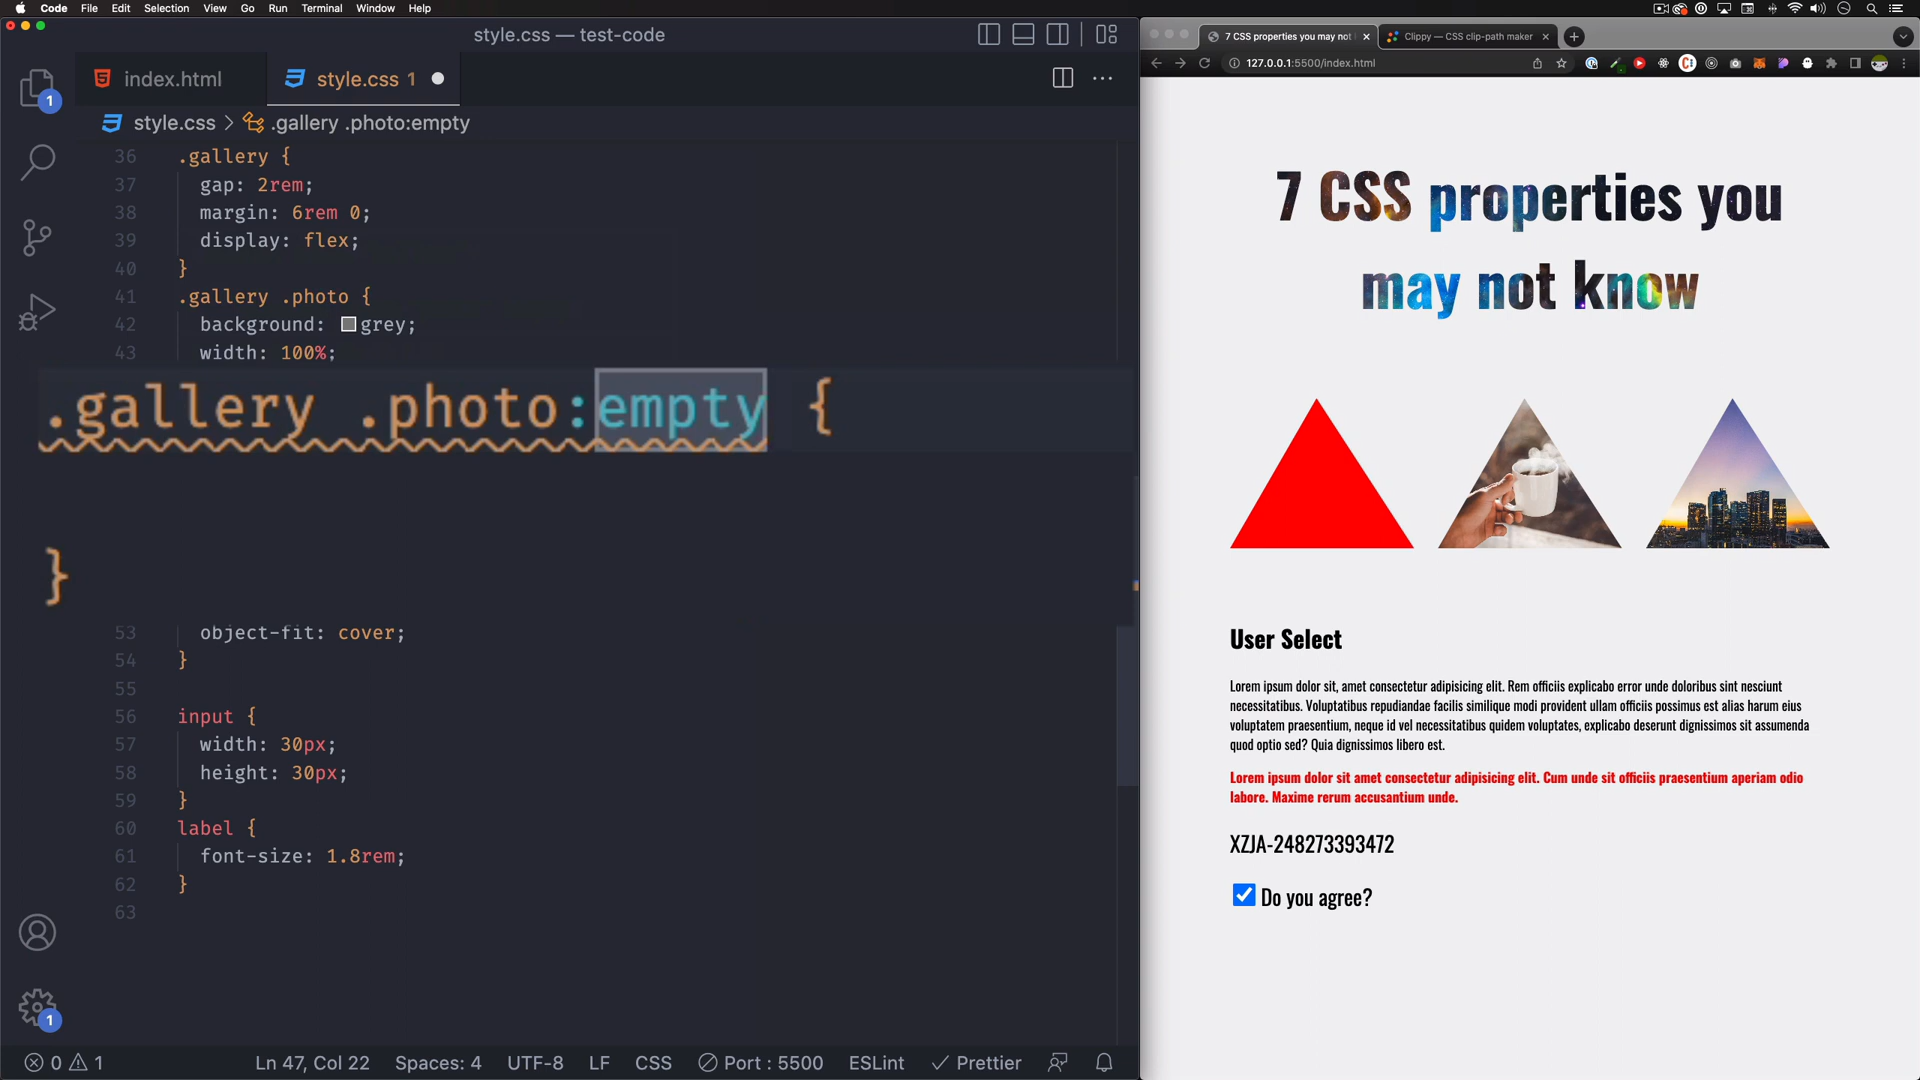 Code File Edit Selection View Go Run Terminal Window Help
style.css — test-code
index.html
style.css 1
style.css > .gallery .photo:empty
36 .gallery {
37 gap: 2rem;
38 margin: 6rem 0;
39 display: flex;
40 }
41 .gallery .photo {
42 background: grey;
43 width: 100%;
.gallery .photo:empty {
}
53 object-fit: cover;
54 }
55
56 input {
57 width: 30px;
58 height: 30px;
59 }
60 label {
61 font-size: 1.8rem;
62 }
63
1
1
0 1 Ln 47, Col 22 Spaces: 4 UTF-8 LF CSS Port : 5500 ESLint Prettier
7 CSS properties you may not
Clippy — CSS clip-path maker
127.0.0.1:5500/index.html
7 CSS properties you
may not know
User Select
Lorem ipsum dolor sit, amet consectetur adipisicing elit. Rem officiis explicabo error unde doloribus sint nesciunt
necessitatibus. Voluptatibus repudiandae facilis similique modi provident ullam officiis possimus est alias harum eius
voluptatem praesentium, neque id vel necessitatibus quidem voluptates, explicabo deserunt dignissimos sit assumenda
quod optio sed? Quia dignissimos libero est.
Lorem ipsum dolor sit amet consectetur adipisicing elit. Cum unde sit officiis praesentium aperiam odio
labore. Maxime rerum accusantium unde.
XZJA-248273393472
Do you agree?